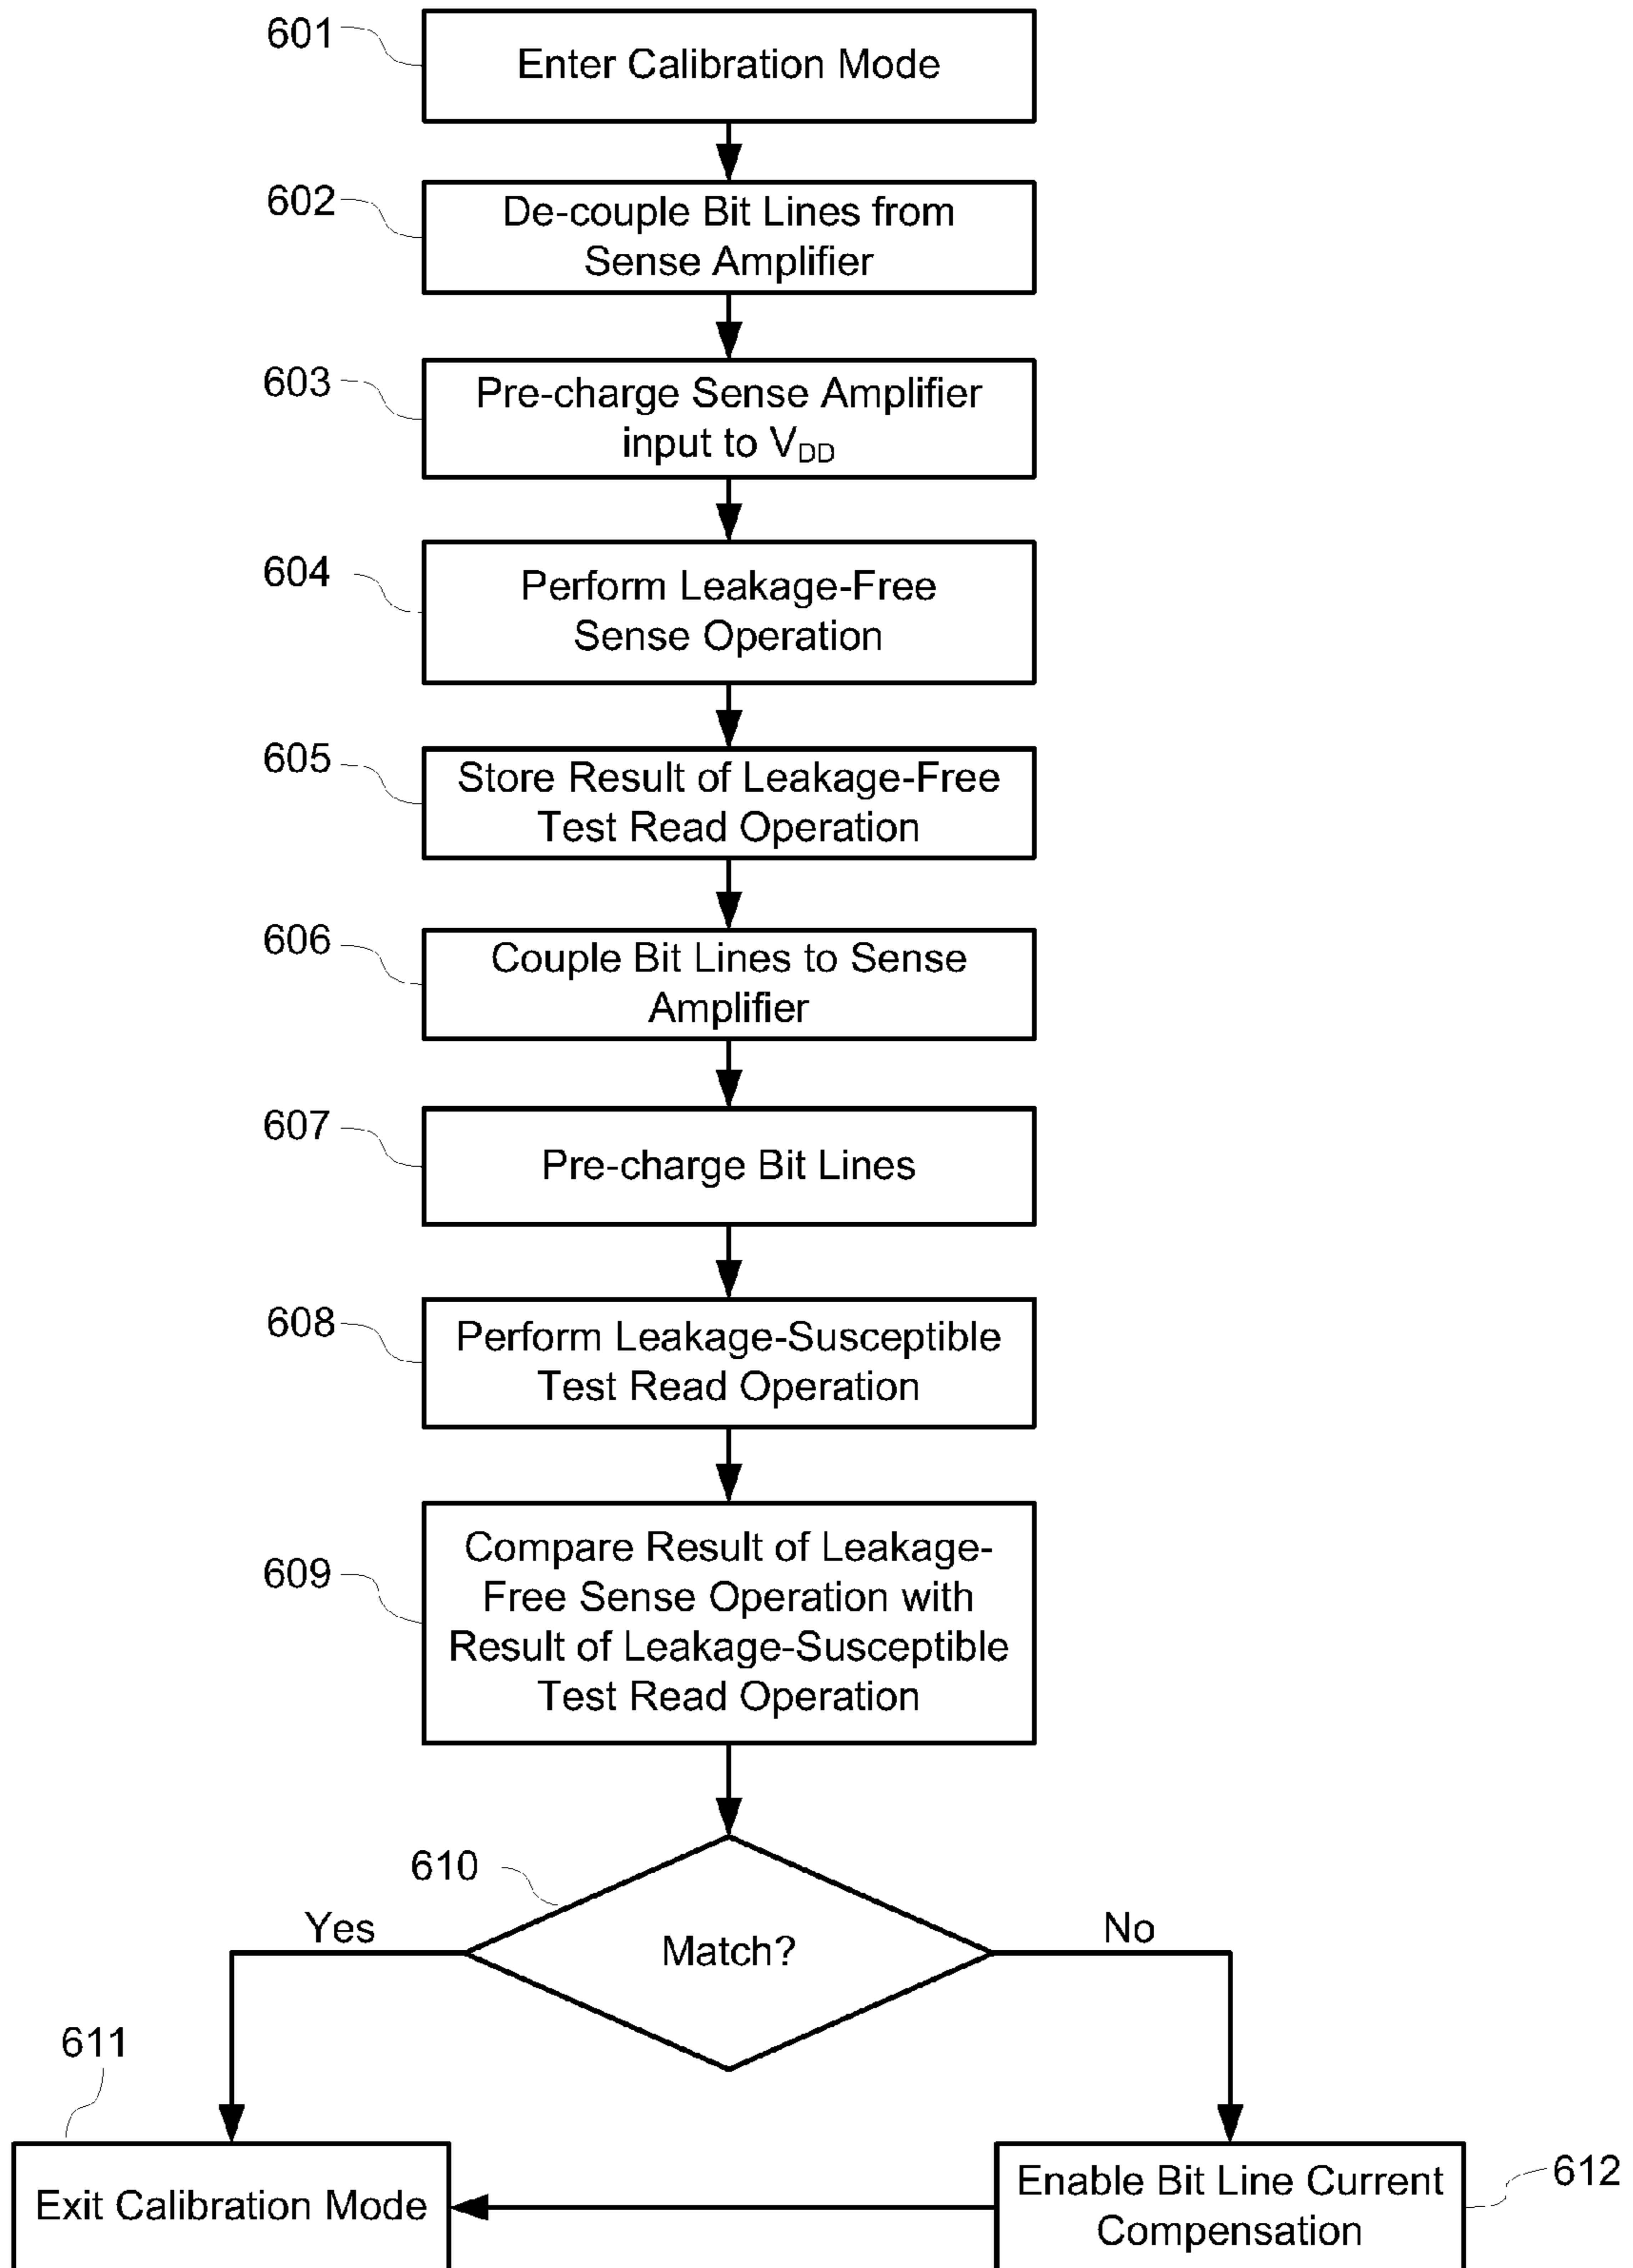 601
Enter Calibration Mode
602
De-couple Bit Lines from
Sense Amplifier
603
Pre-charge Sense Amplifier
input to VDD
604
Perform Leakage-Free
Sense Operation
605
Store Result of Leakage-Free
Test Read Operation
606
Couple Bit Lines to Sense
Amplifier
607
Pre-charge Bit Lines
608
Perform Leakage-Susceptible
Test Read Operation
609
Compare Result of Leakage-
Free Sense Operation with
Result of Leakage-Susceptible
Test Read Operation
610
Match?
Yes
No
611
Exit Calibration Mode
612
Enable Bit Line Current
Compensation